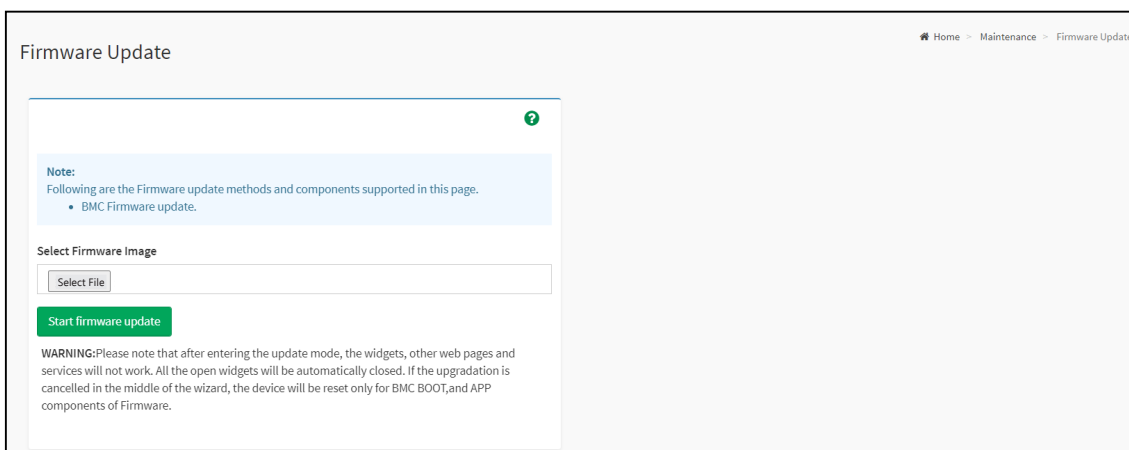 Firmware Update
Home > Maintenance > Firmware Update
Note:
Following are the Firmware update methods and components supported in this page.
• BMC Firmware update.
Select Firmware Image
Select File
Start firmware update
WARNING:Please note that after entering the update mode, the widgets, other web pages and
services will not work. All the open widgets will be automatically closed. If the upgradation is
cancelled in the middle of the wizard, the device will be reset only for BMC BOOT,and APP
components of Firmware.